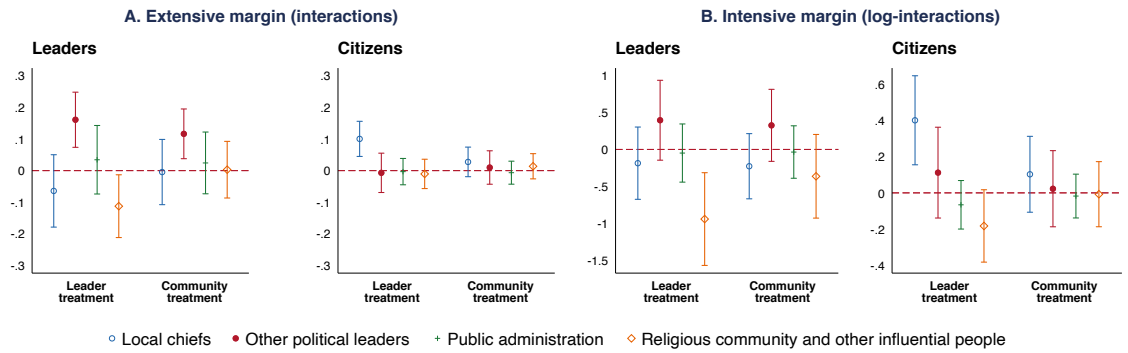 A. Extensive margin (interactions)
B. Intensive margin (log-interactions)
Leaders
.3
.2
.1
0
-.1
-.2
-.3
Leader
treatment
Community
treatment
Citizens
.3
.2
.1
0
-.1
-.2
-.3
Leader
treatment
Community
treatment
Leaders
1
.5
0
-.5
-1
-1.5
Leader
treatment
Community
treatment
Citizens
.6
.4
.2
0
-.2
-.4
Leader
treatment
Community
treatment
Local chiefs
Other political leaders
Public administration
Religious community and other influential people